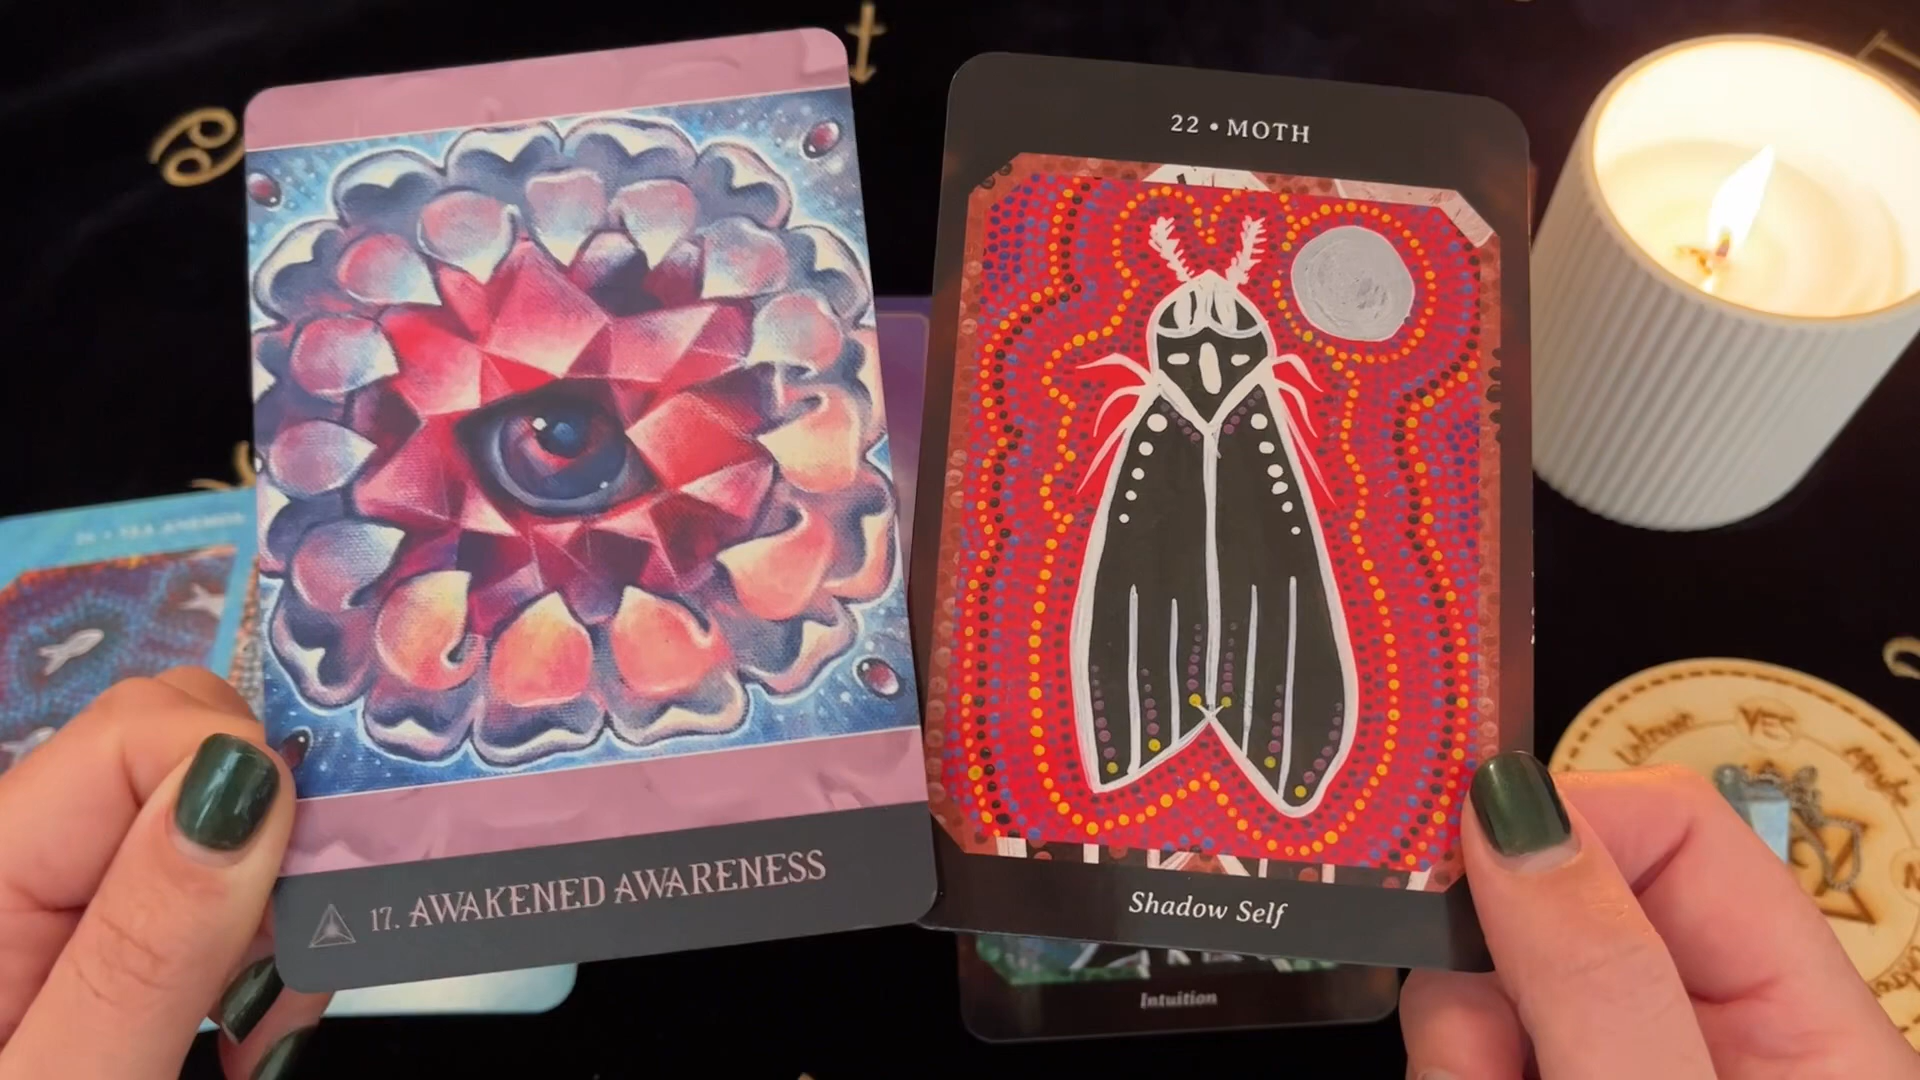 22 • MOTH
17. AWAKENED AWARENESS
Shadow Self
Intuition
YES